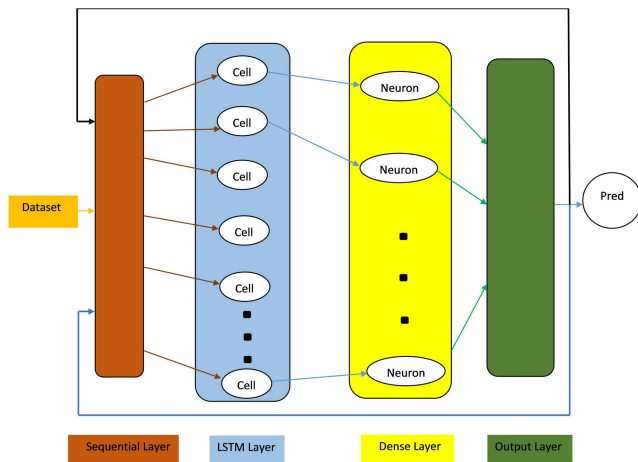 Dataset
Cell
Cell
Cell
Cell
Cell
Cell
Neuron
Neuron
Neuron
Pred
Sequential Layer
LSTM Layer
Dense Layer
Output Layer